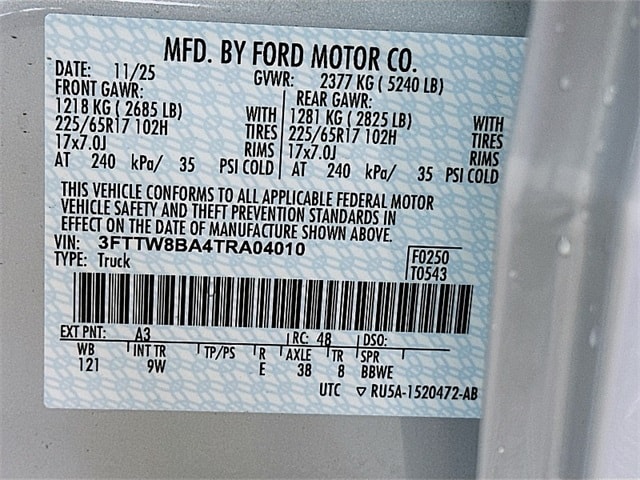 MFD. BY FORD MOTOR CO.
DATE: 11/25 GVWR: 2377 KG ( 5240 LB)
FRONT GAWR: REAR GAWR:
1218 KG ( 2685 LB) WITH 1281 KG ( 2825 LB) WITH
225/65R17 102H TIRES 225/65R17 102H TIRES
17x7.0J RIMS 17x7.0J RIMS
AT 240 kPa/ 35 PSI COLD AT 240 kPa/ 35 PSI COLD
THIS VEHICLE CONFORMS TO ALL APPLICABLE FEDERAL MOTOR
VEHICLE SAFETY AND THEFT PREVENTION STANDARDS IN
EFFECT ON THE DATE OF MANUFACTURE SHOWN ABOVE.
VIN: 3FTTW8BA4TRA04010 F0250
TYPE: Truck T0543
EXT PNT: A3 RC: 48 DSO:
WB INT TR TP/PS R AXLE TR SPR
121 9W E 38 8 BBWE
UTC ▽ RU5A-1520472-AB